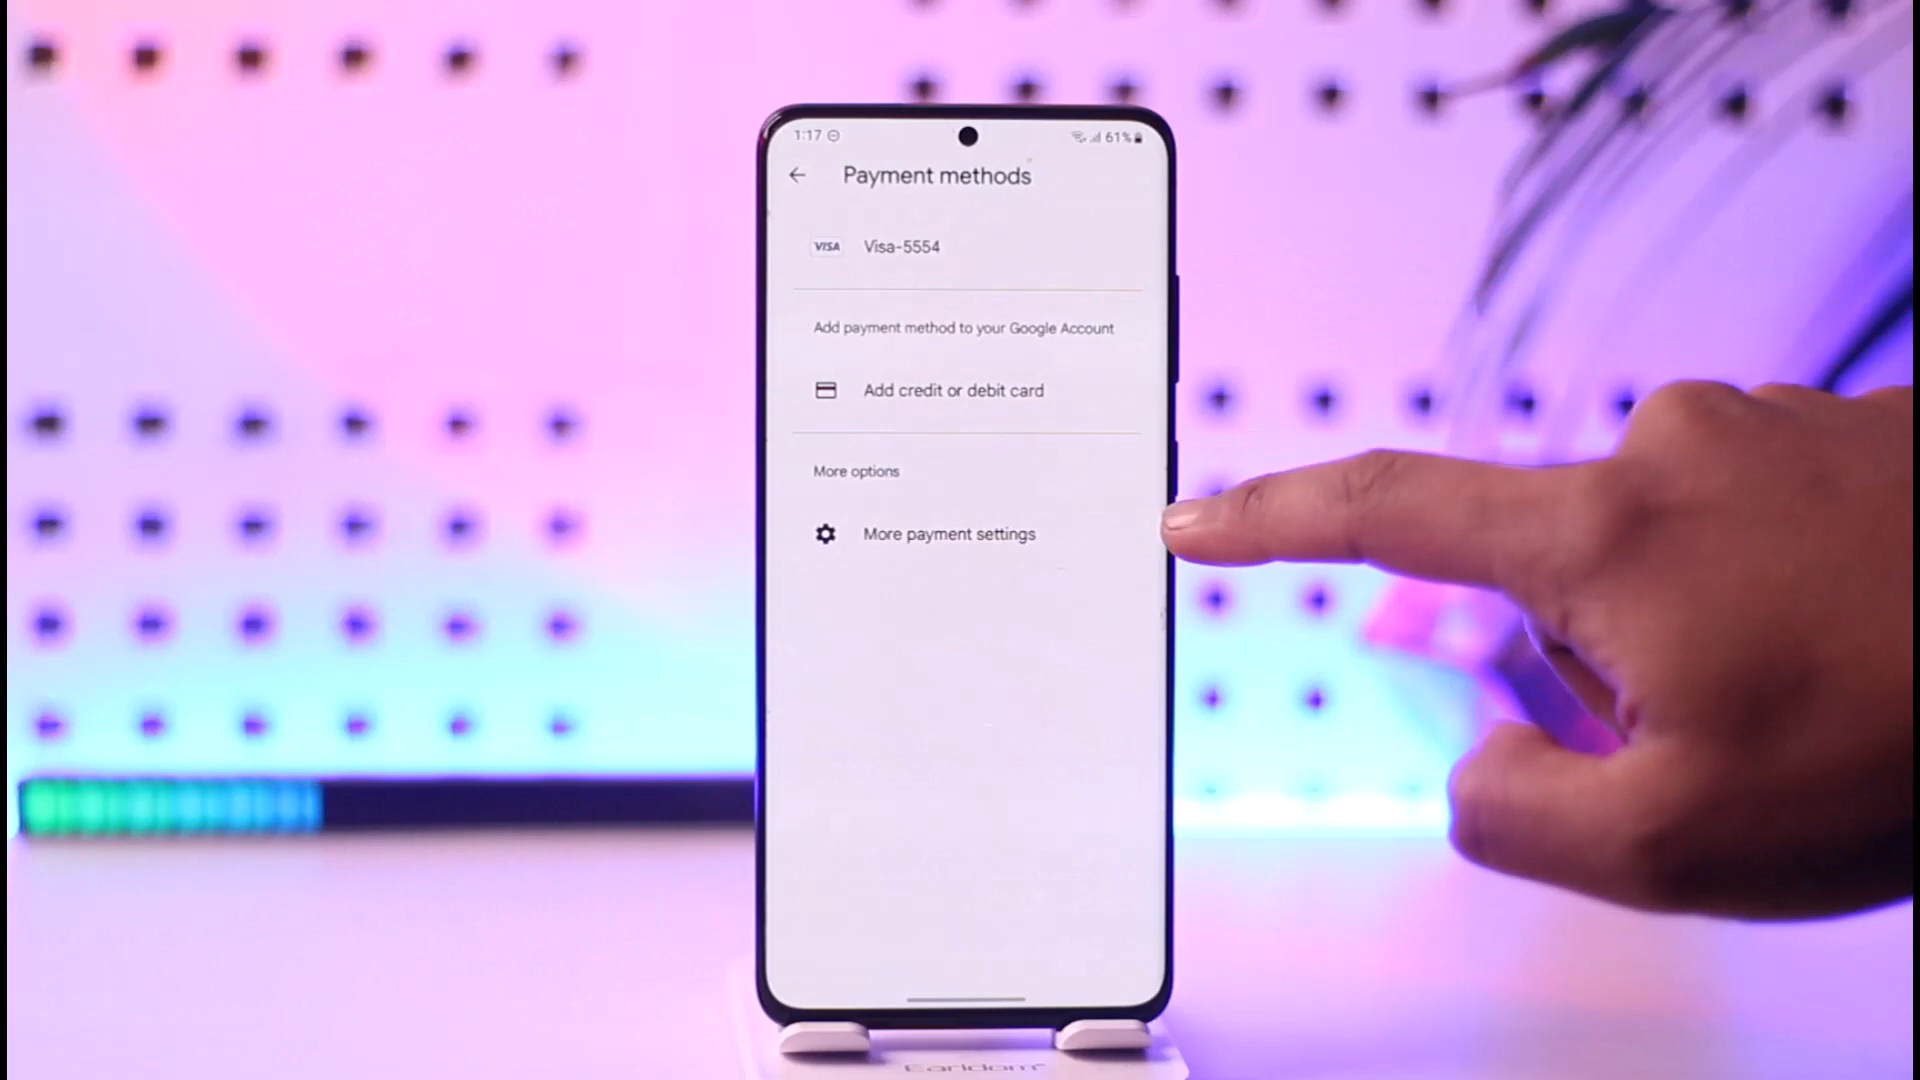 1:17 61%
Payment methods
VISA Visa-5554
Add payment method to your Google Account
Add credit or debit card
More options
More payment settings
Earldom